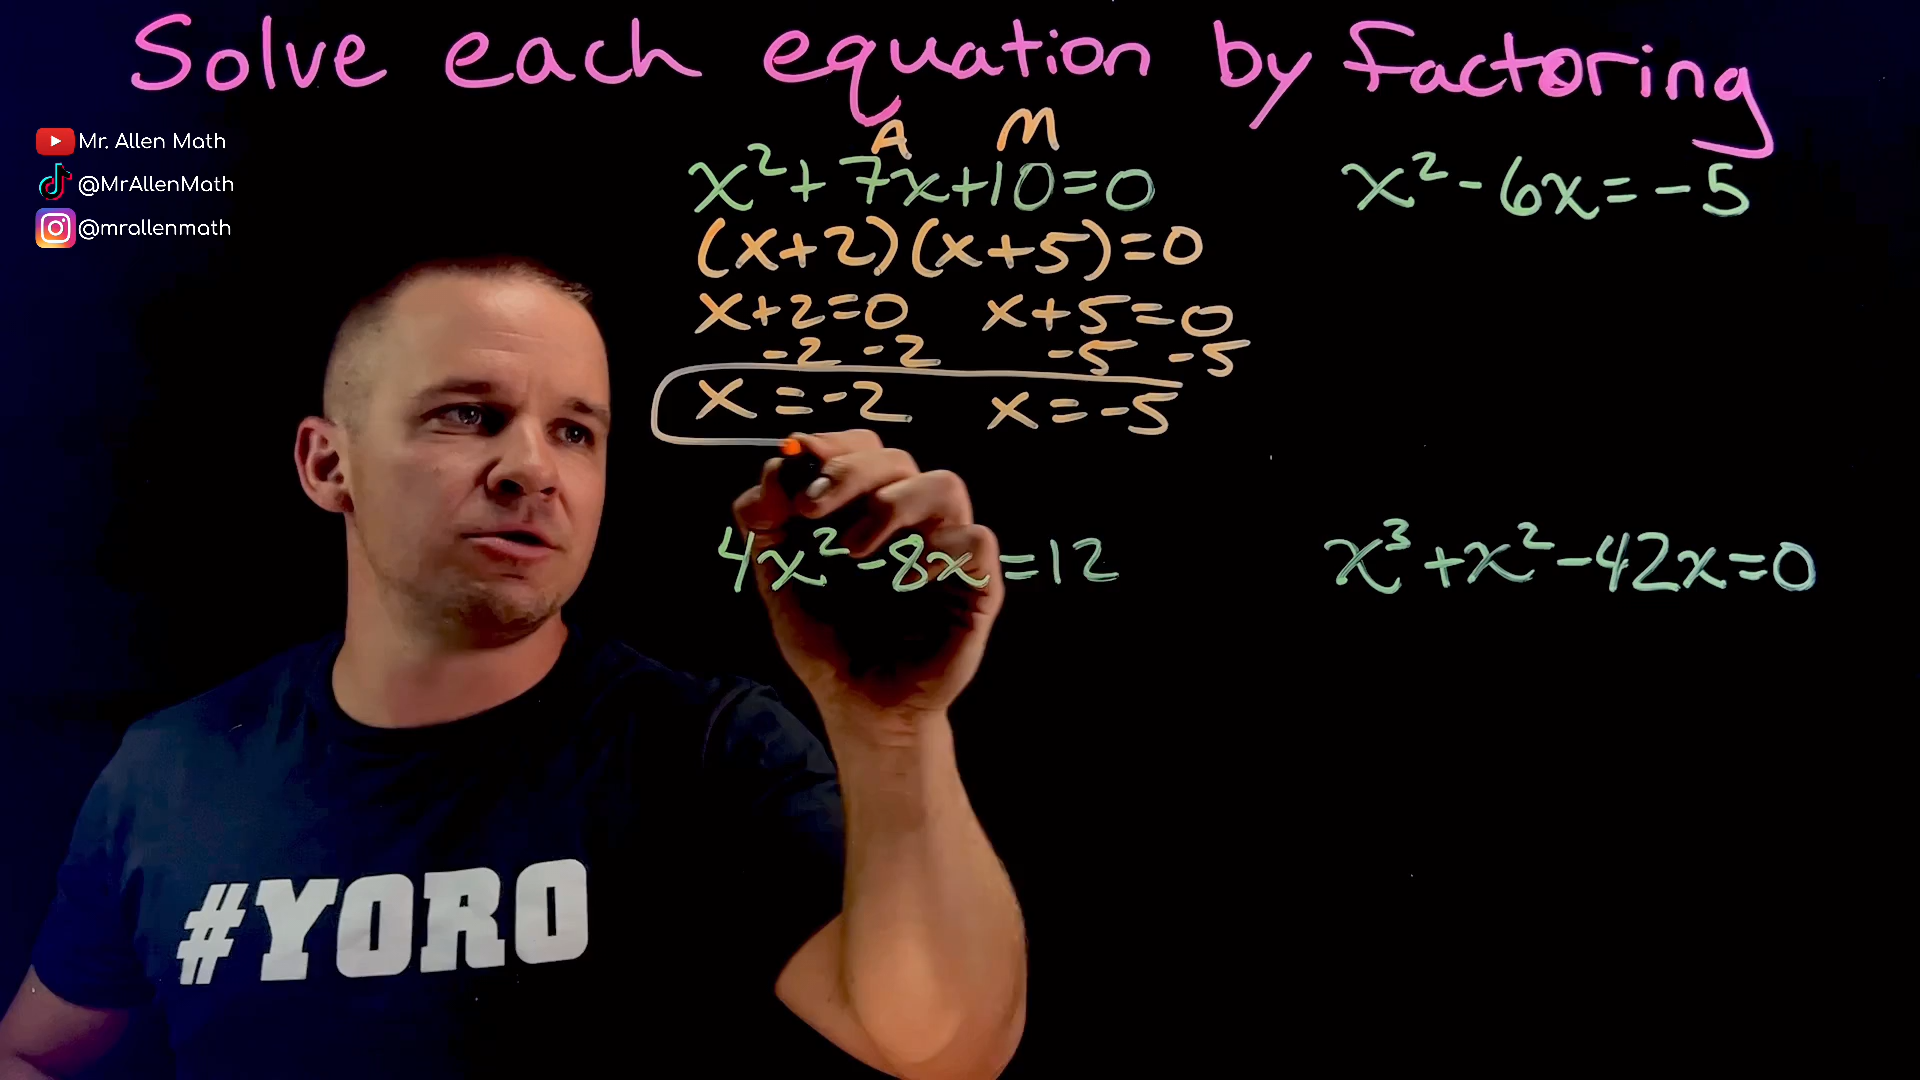 Solve each equation by factoring
Mr. Allen Math
@MrAllenMath
@mrallenmath
A M
x² + 7x + 10 = 0
(x+2)(x+5)=0
x+2=0 x+5=0
-2 -2 -5 -5
x = -2 x = -5
x² - 6x = -5
4x² - 8x = 12
x³ + x² - 42x = 0
#YORO